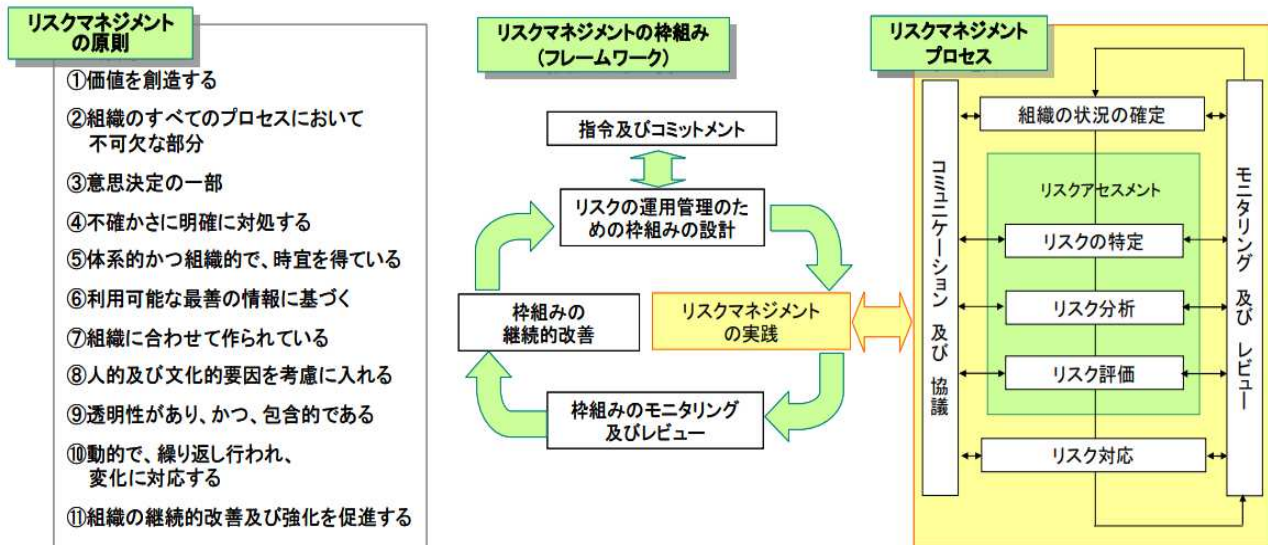 リスクマネジメント
の原則
①価値を創造する
②組織のすべてのプロセスにおいて
不可欠な部分
③意思決定の一部
④不確かさに明確に対処する
⑤体系的かつ組織的で、時宜を得ている
⑥利用可能な最善の情報に基づく
⑦組織に合わせて作られている
⑧人的及び文化的要因を考慮に入れる
⑨透明性があり、かつ、包含的である
⑩動的で、繰り返し行われ、
変化に対応する
⑪組織の継続的改善及び強化を促進する
リスクマネジメントの枠組み
(フレームワーク)
指令及びコミットメント
リスクの運用管理のた
めの枠組みの設計
枠組みの
継続的改善
リスクマネジメント
の実践
枠組みのモニタリング
及びレビュー
リスクマネジメント
プロセス
コミュニケーション 及び 協議
組織の状況の確定
リスクアセスメント
リスクの特定
リスク分析
リスク評価
リスク対応
モニタリング 及び レビュー